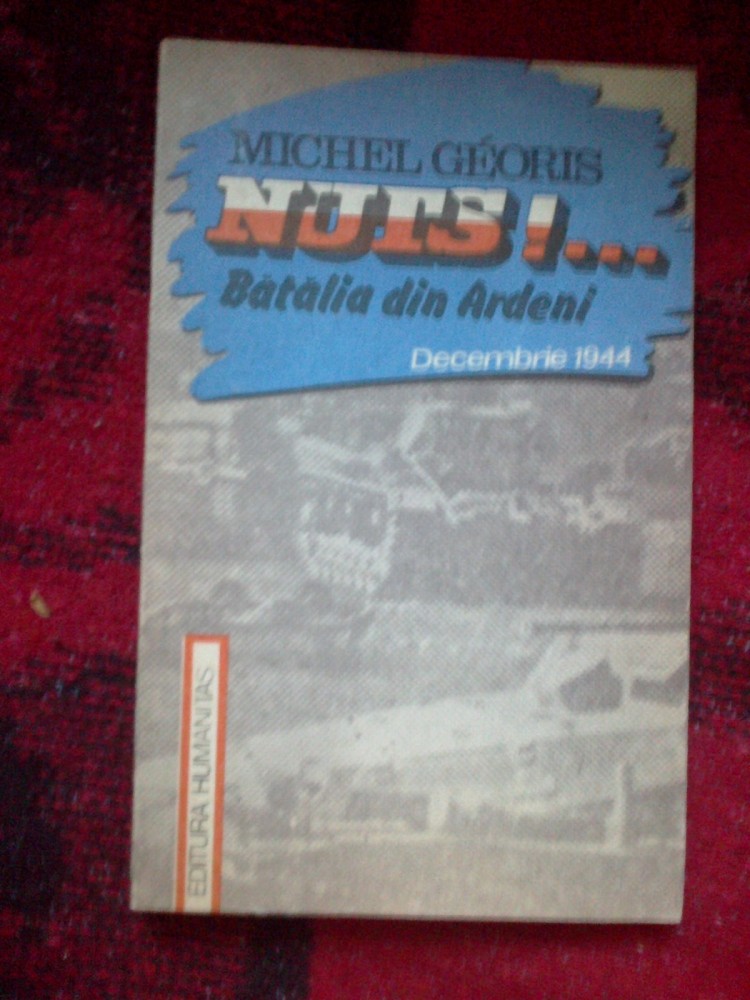 MICHEL GÉORIS
NUTS!...
Bătălia din Ardeni
Decembrie 1944
EDITURA HUMANITAS